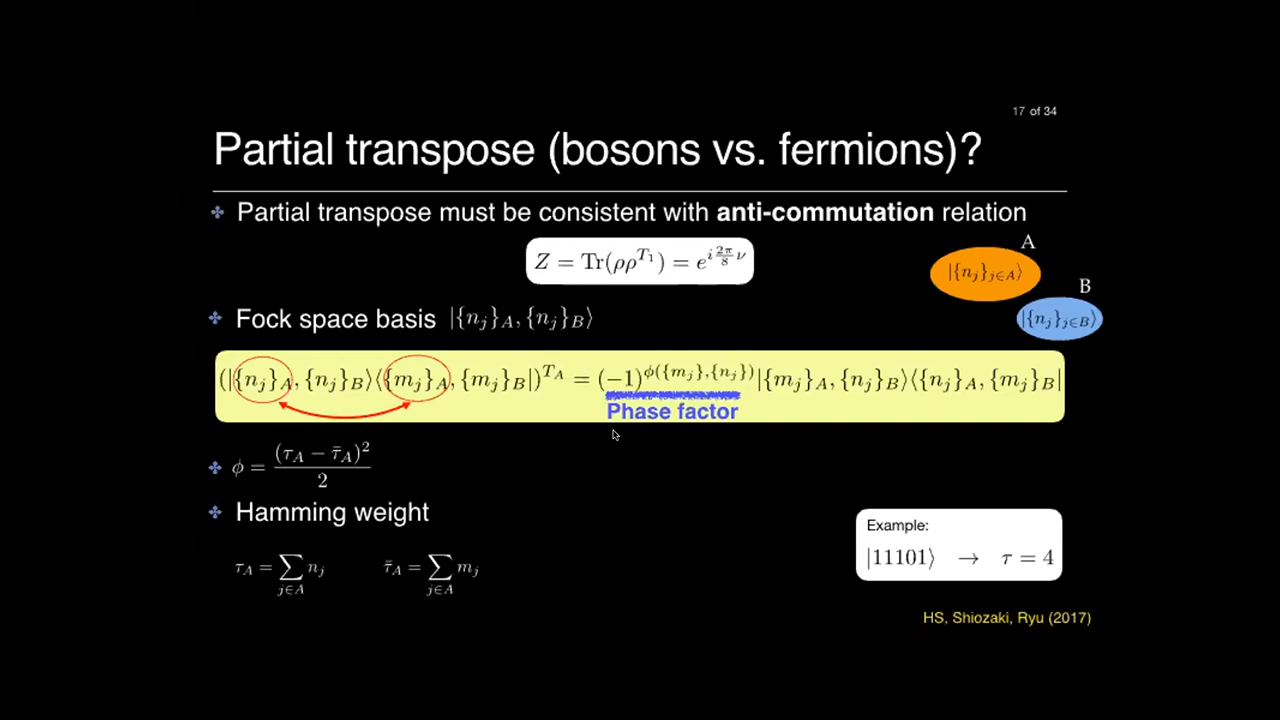 17 of 34
Partial transpose (bosons vs. fermions)?
✤ Partial transpose must be consistent with anti-commutation relation
A
Z = Tr(ρρ^{T_1}) = e^{i\frac{2π}{8}ν}
|{n_j}_{j∈A}⟩
B
✤ Fock space basis |{n_j}_A, {n_j}_B⟩
|{n_j}_{j∈B}⟩
(|{n_j}_A, {n_j}_B⟩⟨{m_j}_A, {m_j}_B|)^{T_A} = (−1)^{ϕ({m_j},{n_j})}|{m_j}_A, {n_j}_B⟩⟨{n_j}_A, {m_j}_B|
Phase factor
✤ ϕ = \frac{(τ_A − \bar{τ}_A)^2}{2}
✤ Hamming weight
τ_A = \sum_{j∈A} n_j \bar{τ}_A = \sum_{j∈A} m_j
Example:
|11101⟩ → τ = 4
HS, Shiozaki, Ryu (2017)